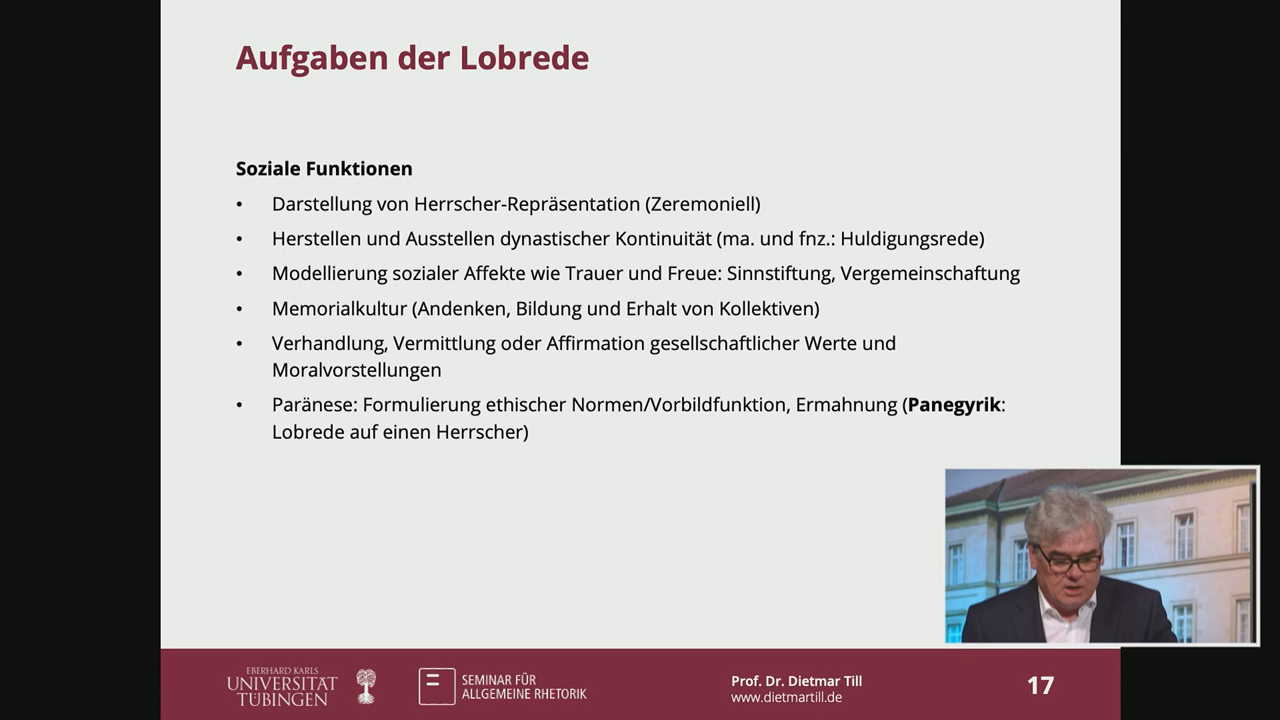 Aufgaben der Lobrede
Soziale Funktionen
• Darstellung von Herrscher-Repräsentation (Zeremoniell)
• Herstellen und Ausstellen dynastischer Kontinuität (ma. und fnz.: Huldigungsrede)
• Modellierung sozialer Affekte wie Trauer und Freue: Sinnstiftung, Vergemeinschaftung
• Memorialkultur (Andenken, Bildung und Erhalt von Kollektiven)
• Verhandlung, Vermittlung oder Affirmation gesellschaftlicher Werte und
Moralvorstellungen
• Paränese: Formulierung ethischer Normen/Vorbildfunktion, Ermahnung (Panegyrik:
Lobrede auf einen Herrscher)
EBERHARD KARLS
UNIVERSITÄT
TÜBINGEN
SEMINAR FÜR
ALLGEMEINE RHETORIK
Prof. Dr. Dietmar Till
www.dietmartill.de
17